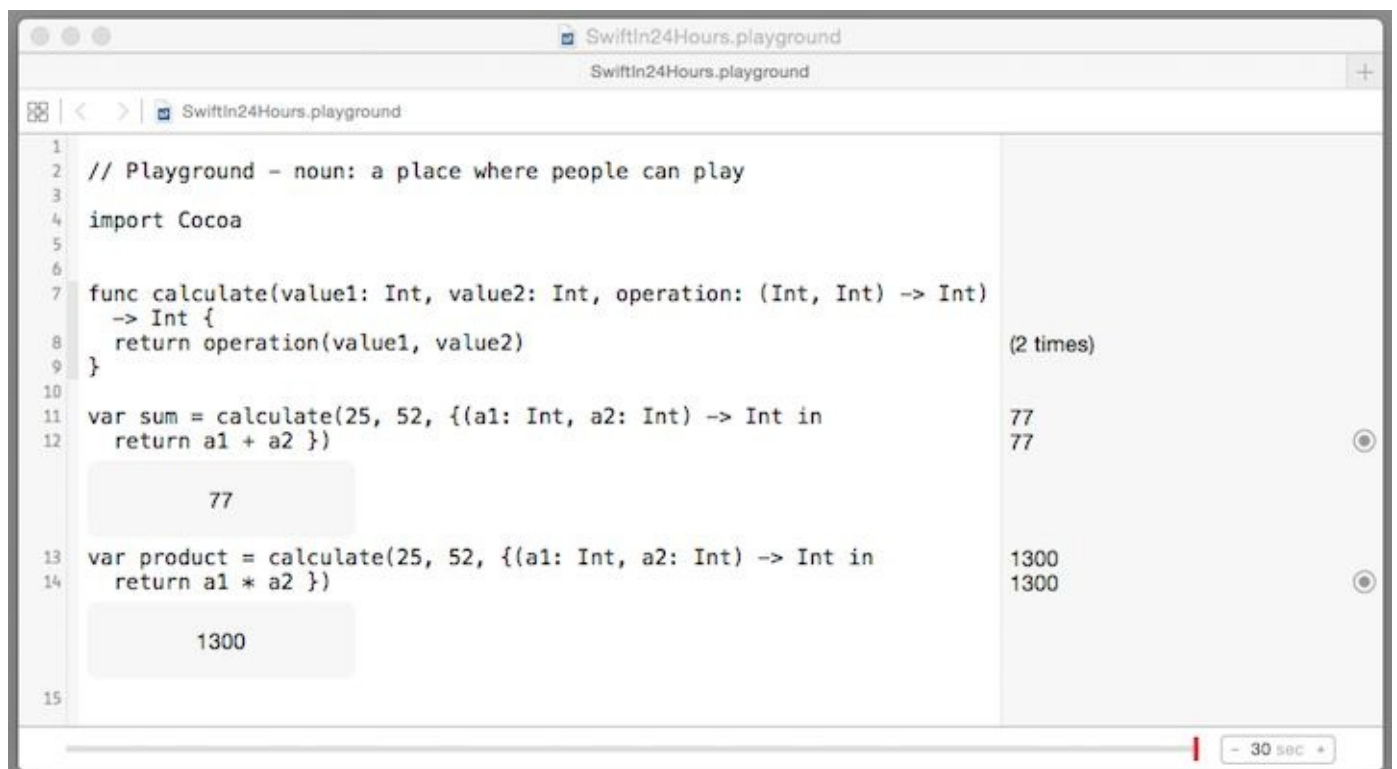 SwiftIn24Hours.playground
SwiftIn24Hours.playground +
SwiftIn24Hours.playground
1
2 // Playground – noun: a place where people can play
3
4 import Cocoa
5
6
7 func calculate(value1: Int, value2: Int, operation: (Int, Int) -> Int)
-> Int {
8 return operation(value1, value2) (2 times)
9 }
10
11 var sum = calculate(25, 52, {(a1: Int, a2: Int) -> Int in 77
12 return a1 + a2 }) 77
77
13 var product = calculate(25, 52, {(a1: Int, a2: Int) -> Int in 1300
14 return a1 * a2 }) 1300
1300
15
- 30 sec +